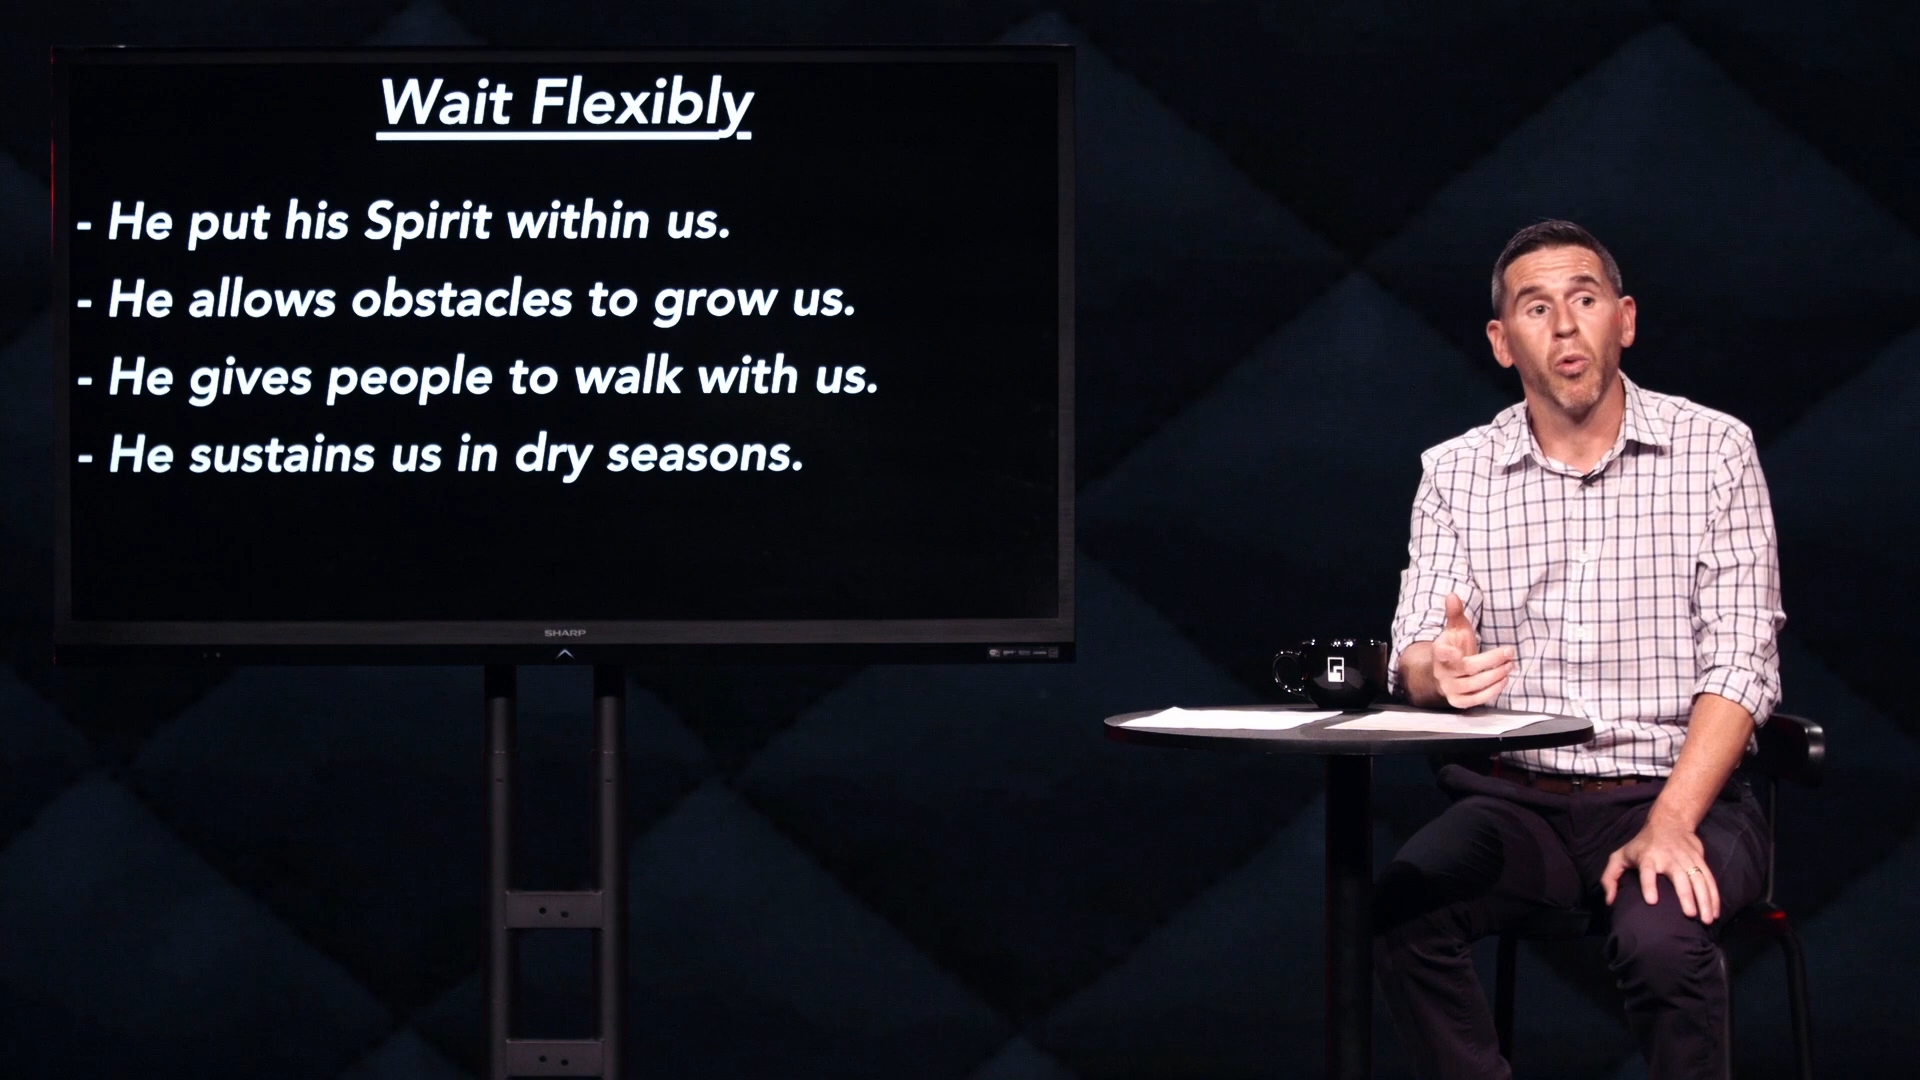 Wait Flexibly
- He put his Spirit within us.
- He allows obstacles to grow us.
- He gives people to walk with us.
- He sustains us in dry seasons.
SHARP